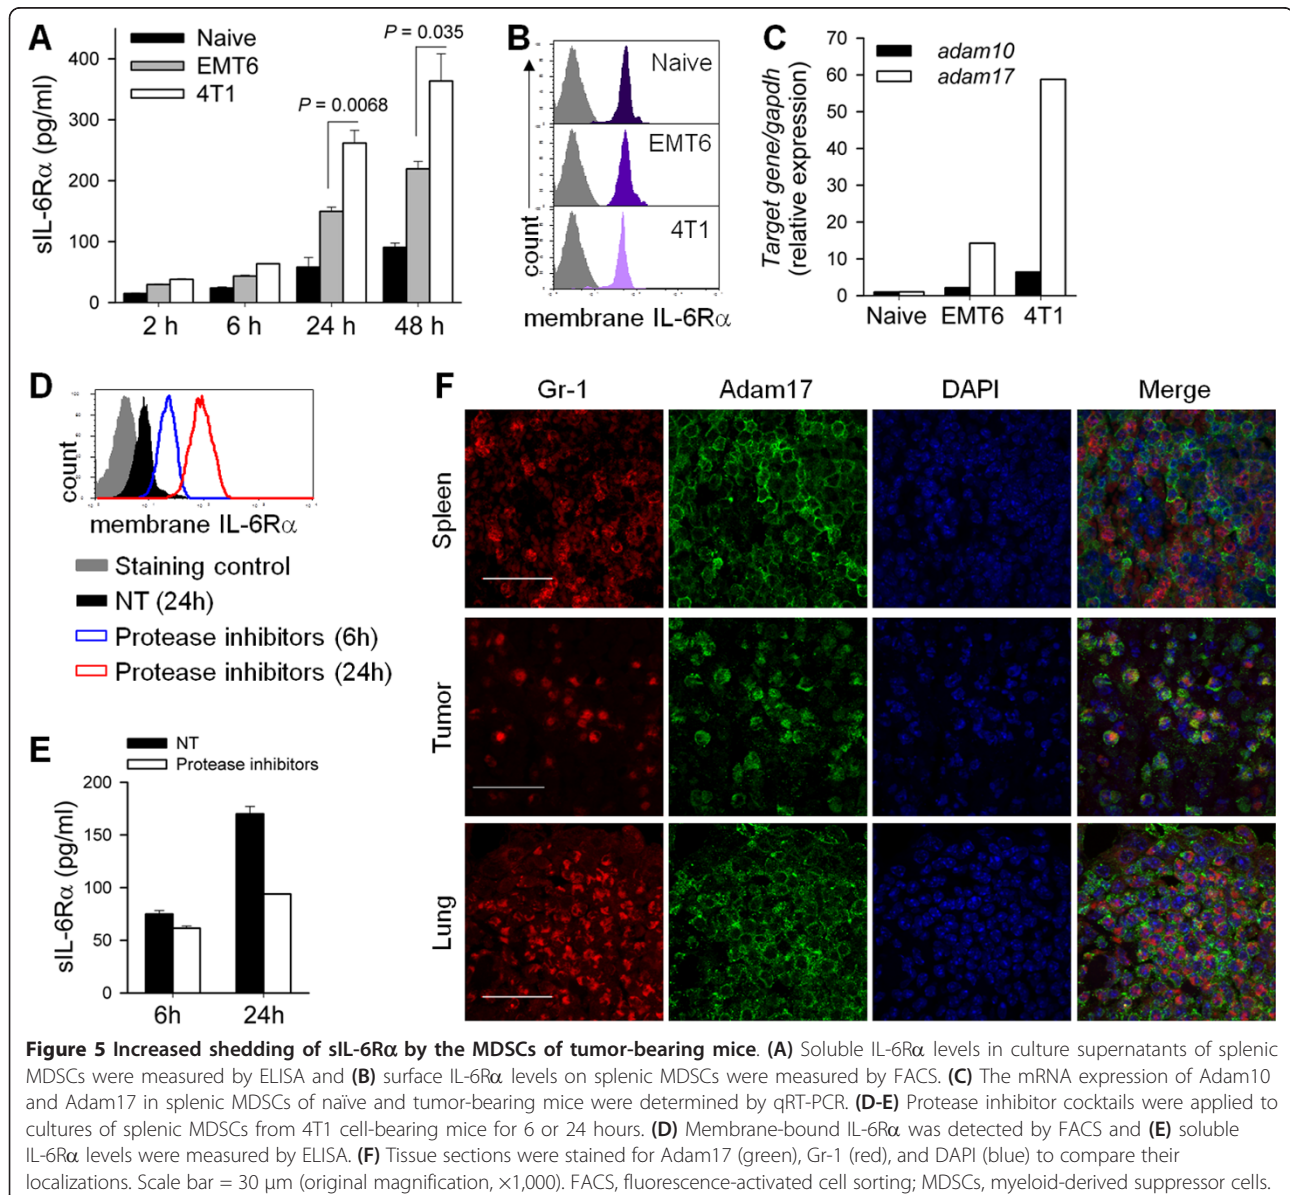 A
Naive
EMT6
4T1
sIL-6Rα (pg/ml)
400
300
200
100
0
P = 0.0068
P = 0.035
2 h 6 h 24 h 48 h
B
Naive
EMT6
4T1
count
membrane IL-6Rα
C
adam10
adam17
Target gene/gapdh
(relative expression)
70
60
50
40
30
20
10
0
Naive EMT6 4T1
D
count
membrane IL-6Rα
Staining control
NT (24h)
Protease inhibitors (6h)
Protease inhibitors (24h)
E
NT
Protease inhibitors
sIL-6Rα (pg/ml)
200
150
100
50
0
6h 24h
F
Gr-1 Adam17 DAPI Merge
Spleen
Tumor
Lung
Figure 5 Increased shedding of sIL-6Rα by the MDSCs of tumor-bearing mice. (A) Soluble IL-6Rα levels in culture supernatants of splenic
MDSCs were measured by ELISA and (B) surface IL-6Rα levels on splenic MDSCs were measured by FACS. (C) The mRNA expression of Adam10
and Adam17 in splenic MDSCs of naïve and tumor-bearing mice were determined by qRT-PCR. (D-E) Protease inhibitor cocktails were applied to
cultures of splenic MDSCs from 4T1 cell-bearing mice for 6 or 24 hours. (D) Membrane-bound IL-6Rα was detected by FACS and (E) soluble
IL-6Rα levels were measured by ELISA. (F) Tissue sections were stained for Adam17 (green), Gr-1 (red), and DAPI (blue) to compare their
localizations. Scale bar = 30 μm (original magnification, ×1,000). FACS, fluorescence-activated cell sorting; MDSCs, myeloid-derived suppressor cells.